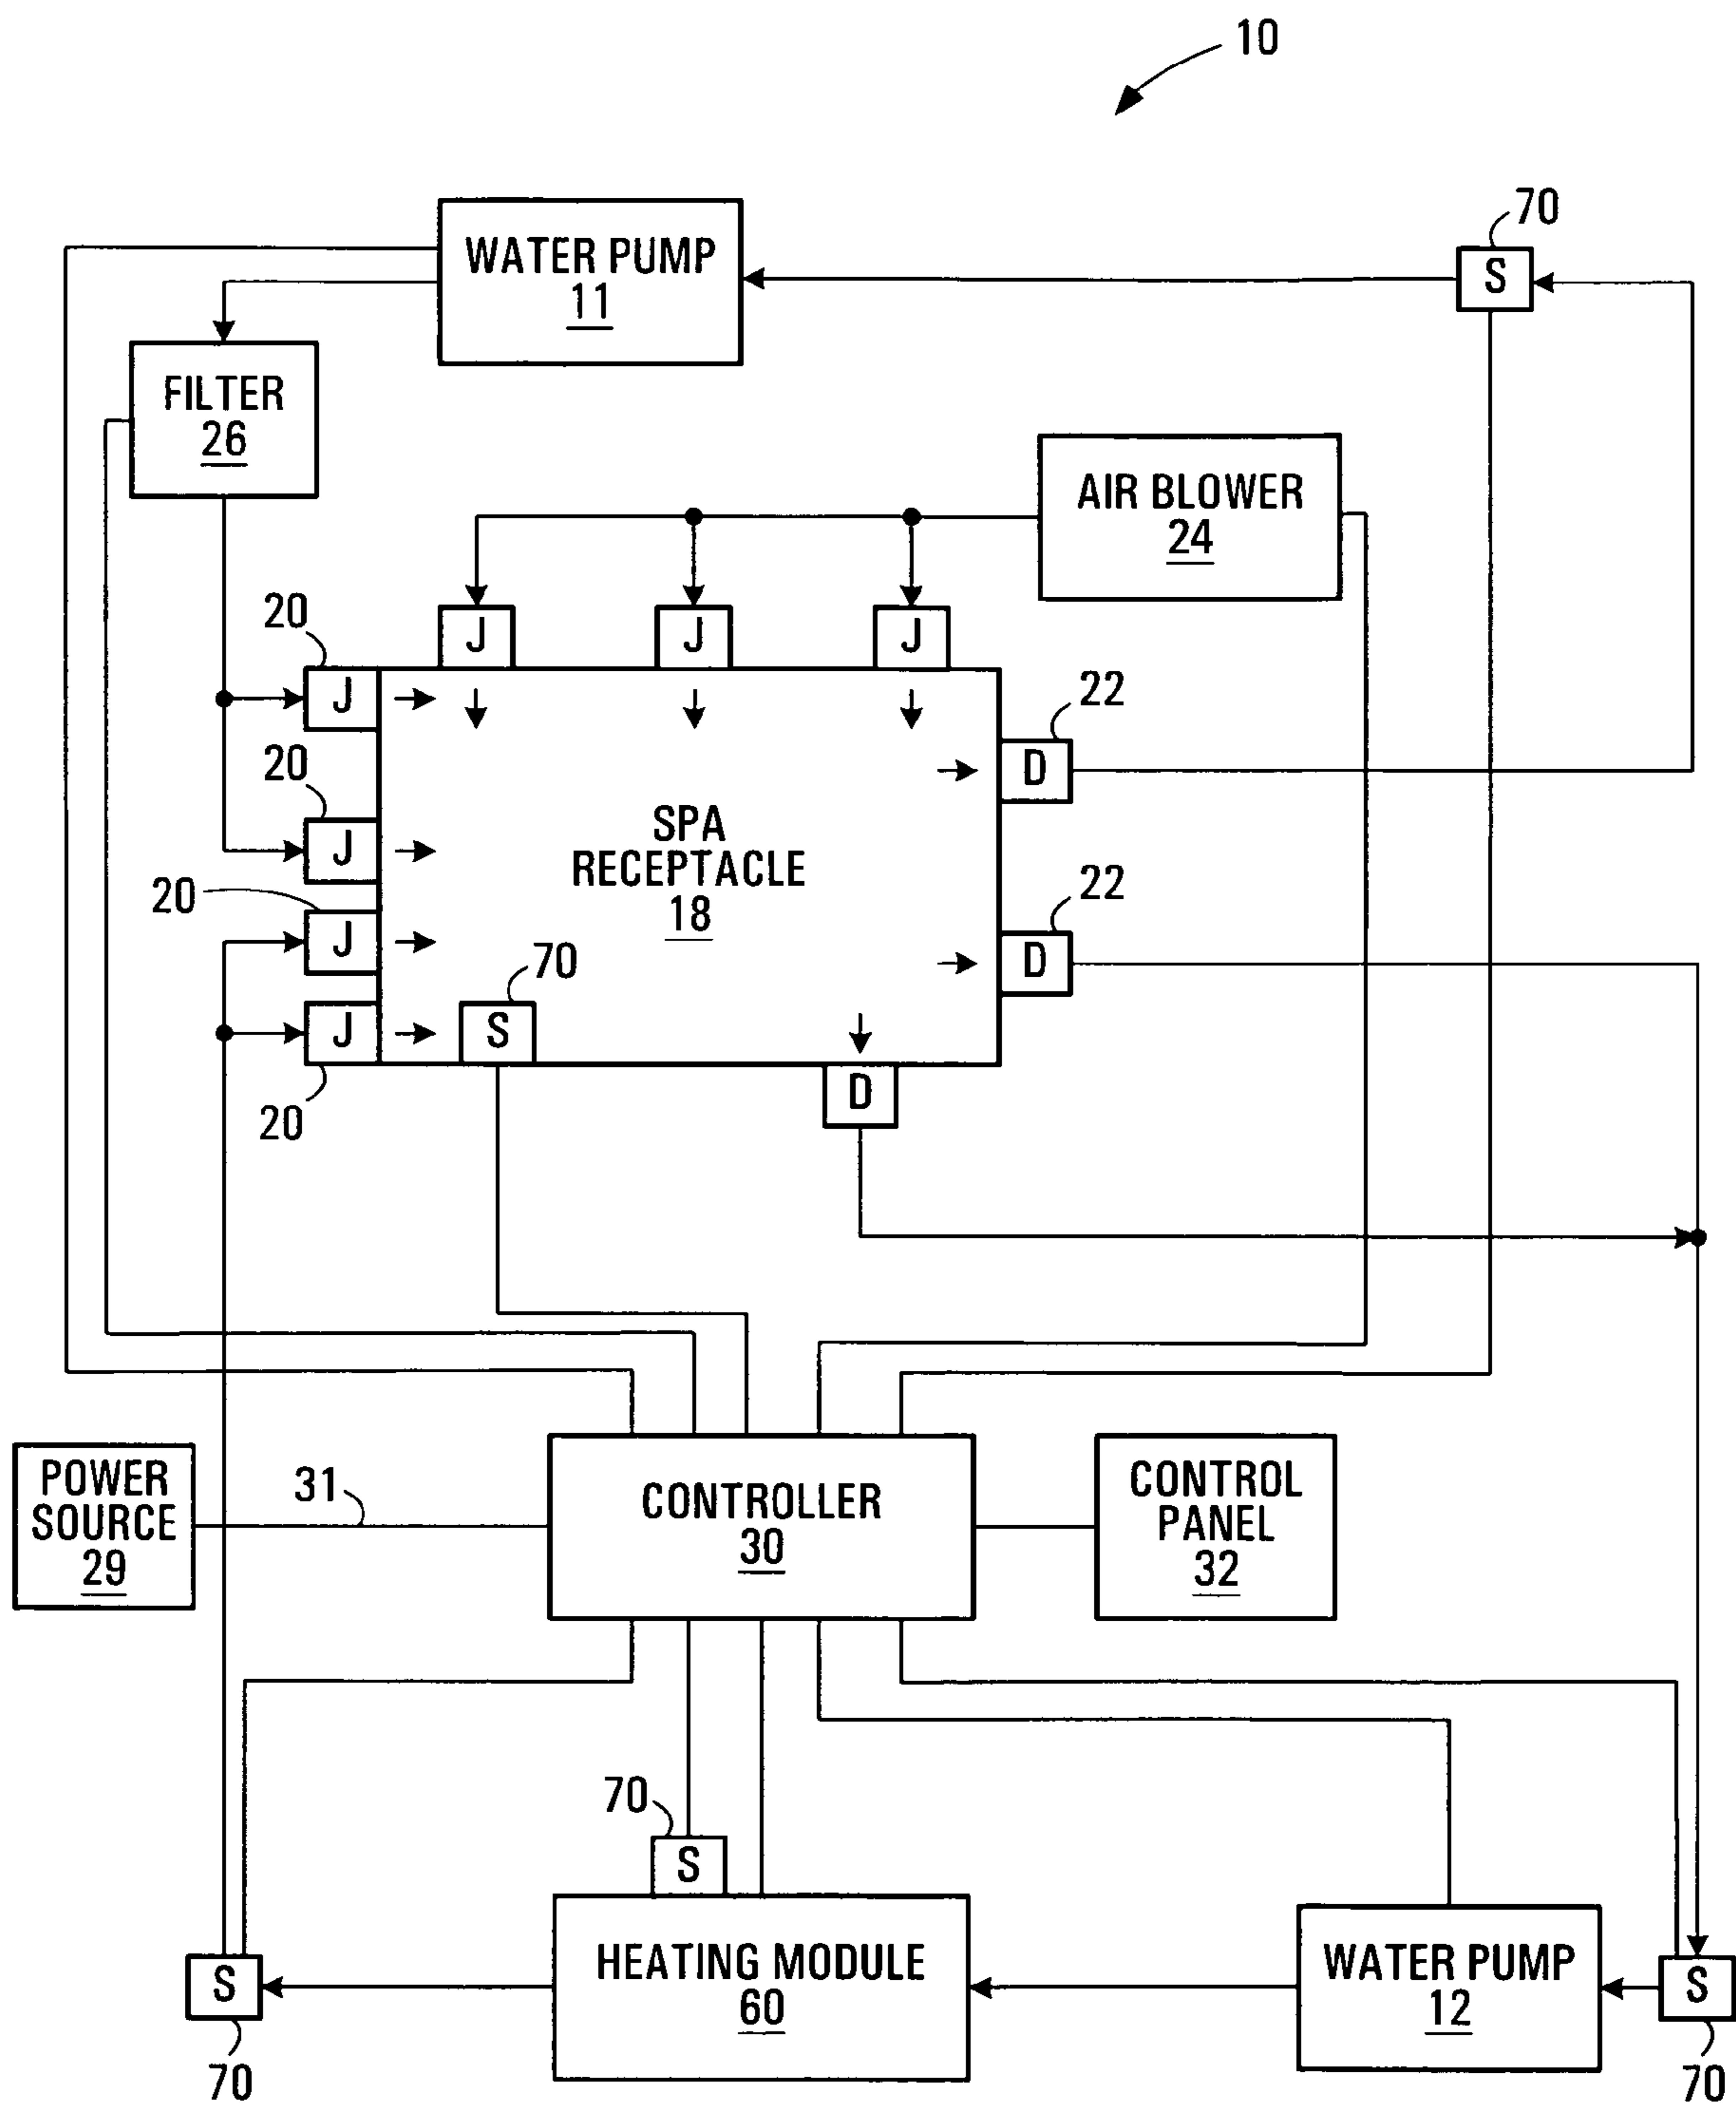 10
70
WATER PUMP
11
S
FILTER
26
AIR BLOWER
24
20
J
J
J
J
22
D
20
J
SPA
RECEPTACLE
18
22
D
20
J
70
S
J
20
D
POWER
SOURCE
29
31
CONTROLLER
30
CONTROL
PANEL
32
70
S
HEATING MODULE
60
WATER PUMP
12
S
70
S
70